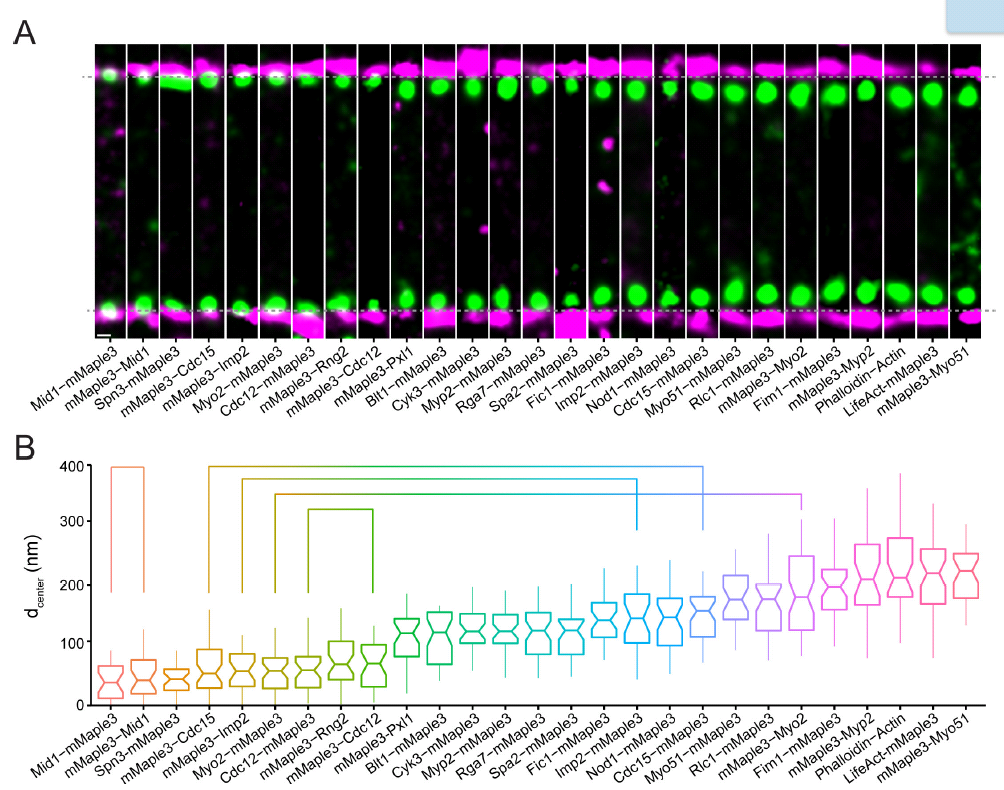 A
Mid1−mMaple3
mMaple3−Mid1
Spn3−mMaple3
mMaple3−Cdc15
mMaple3−Imp2
Myo2−mMaple3
Cdc12−mMaple3
mMaple3−Rng2
mMaple3−Cdc12
mMaple3−Pxl1
Blt1−mMaple3
Cyk3−mMaple3
Myp2−mMaple3
Rga7−mMaple3
Spa2−mMaple3
Fic1−mMaple3
Imp2−mMaple3
Nod1−mMaple3
Cdc15−mMaple3
Myo51−mMaple3
Rlc1−mMaple3
mMaple3−Myo2
Fim1−mMaple3
mMaple3−Myp2
Phalloidin−Actin
LifeAct−mMaple3
mMaple3−Myo51
B
400
300
200
100
0
dcenter (nm)
Mid1−mMaple3
mMaple3−Mid1
Spn3−mMaple3
mMaple3−Cdc15
mMaple3−Imp2
Myo2−mMaple3
Cdc12−mMaple3
mMaple3−Rng2
mMaple3−Cdc12
mMaple3−Pxl1
Blt1−mMaple3
Cyk3−mMaple3
Myp2−mMaple3
Rga7−mMaple3
Spa2−mMaple3
Fic1−mMaple3
Imp2−mMaple3
Nod1−mMaple3
Cdc15−mMaple3
Myo51−mMaple3
Rlc1−mMaple3
mMaple3−Myo2
Fim1−mMaple3
mMaple3−Myp2
Phalloidin−Actin
LifeAct−mMaple3
mMaple3−Myo51